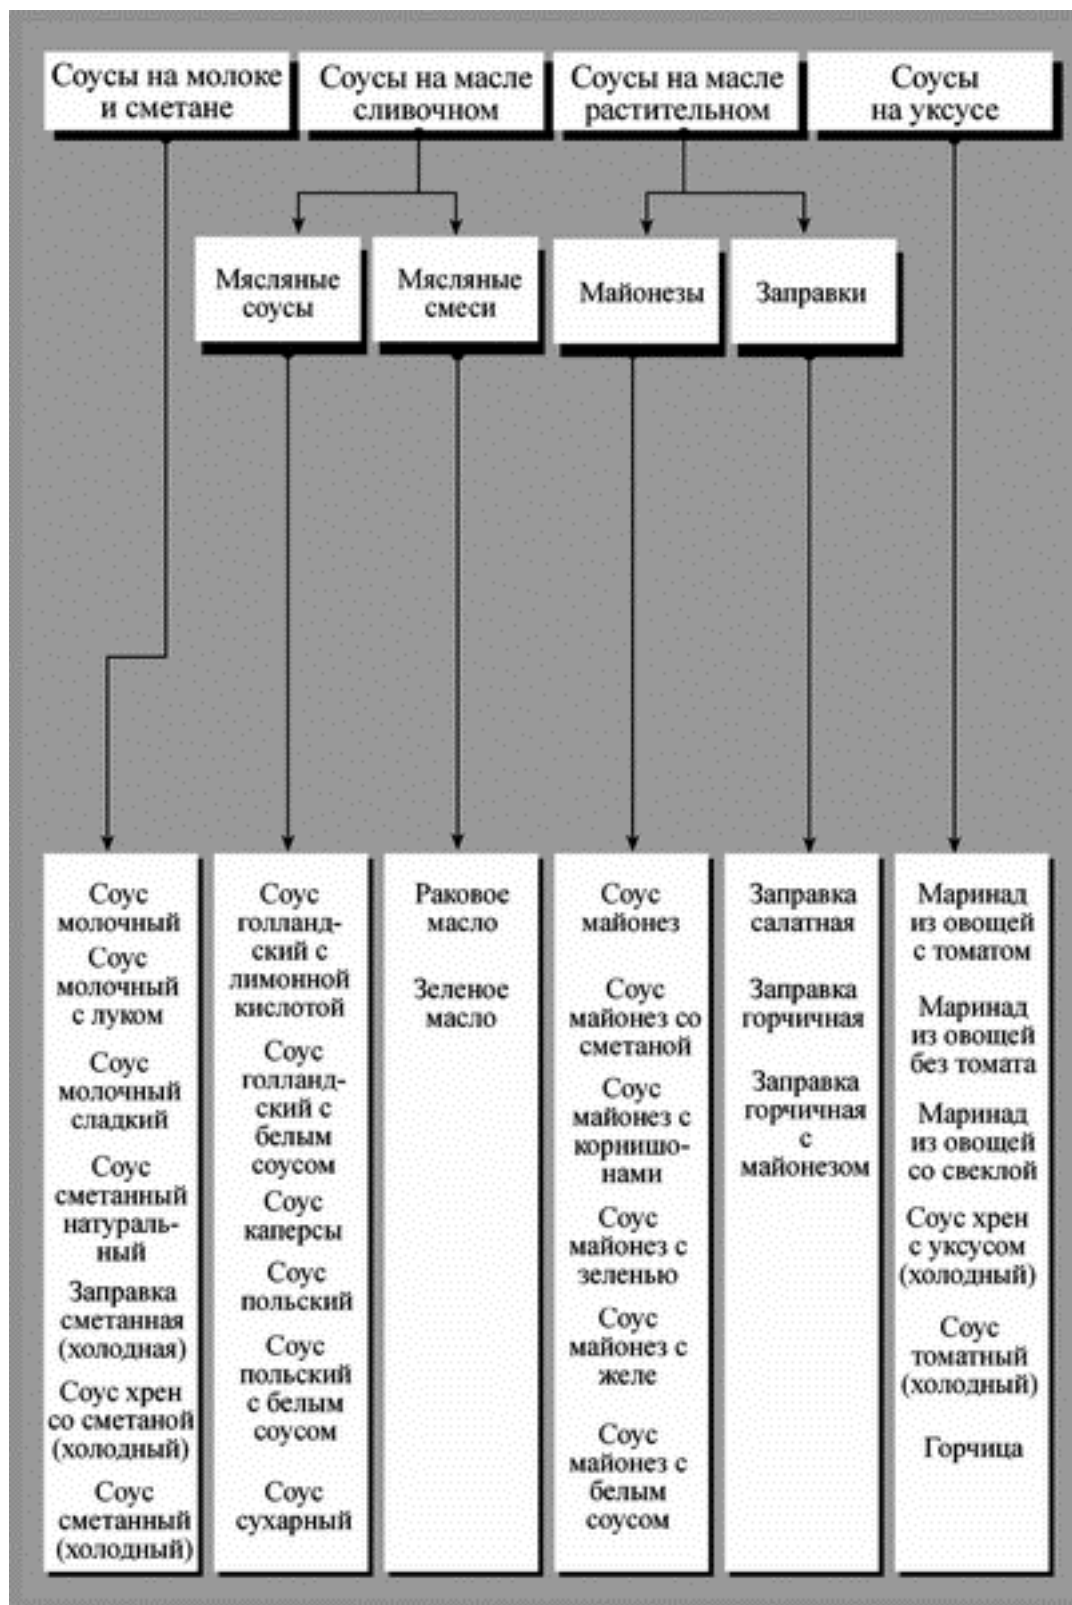 Соусы на молоке
и сметане
Соусы на масле
сливочном
Соусы на масле
растительном
Соусы
на уксусе
Мясляные
соусы
Мясляные
смеси
Майонезы
Заправки
Соус
молочный
Соус
молочный
с луком
Соус
молочный
сладкий
Соус
сметанный
натураль-
ный
Заправка
сметанная
(холодная)
Соус хрен
со сметаной
(холодный)
Соус
сметанный
(холодный)
Соус
голланд-
ский с
лимонной
кислотой
Соус
голланд-
ский с
белым
соусом
Соус
каперсы
Соус
польский
Соус
польский
с белым
соусом
Соус
сухарный
Раковое
масло
Зеленое
масло
Соус
майонез
Соус
майонез со
сметаной
Соус
майонез с
корнишо-
нами
Соус
майонез с
зеленью
Соус
майонез с
желе
Соус
майонез с
белым
соусом
Заправка
салатная
Заправка
горчичная
Заправка
горчичная
с
майонезом
Маринад
из овощей
с томатом
Маринад
из овощей
без томата
Маринад
из овощей
со свеклой
Соус хрен
с уксусом
(холодный)
Соус
томатный
(холодный)
Горчица